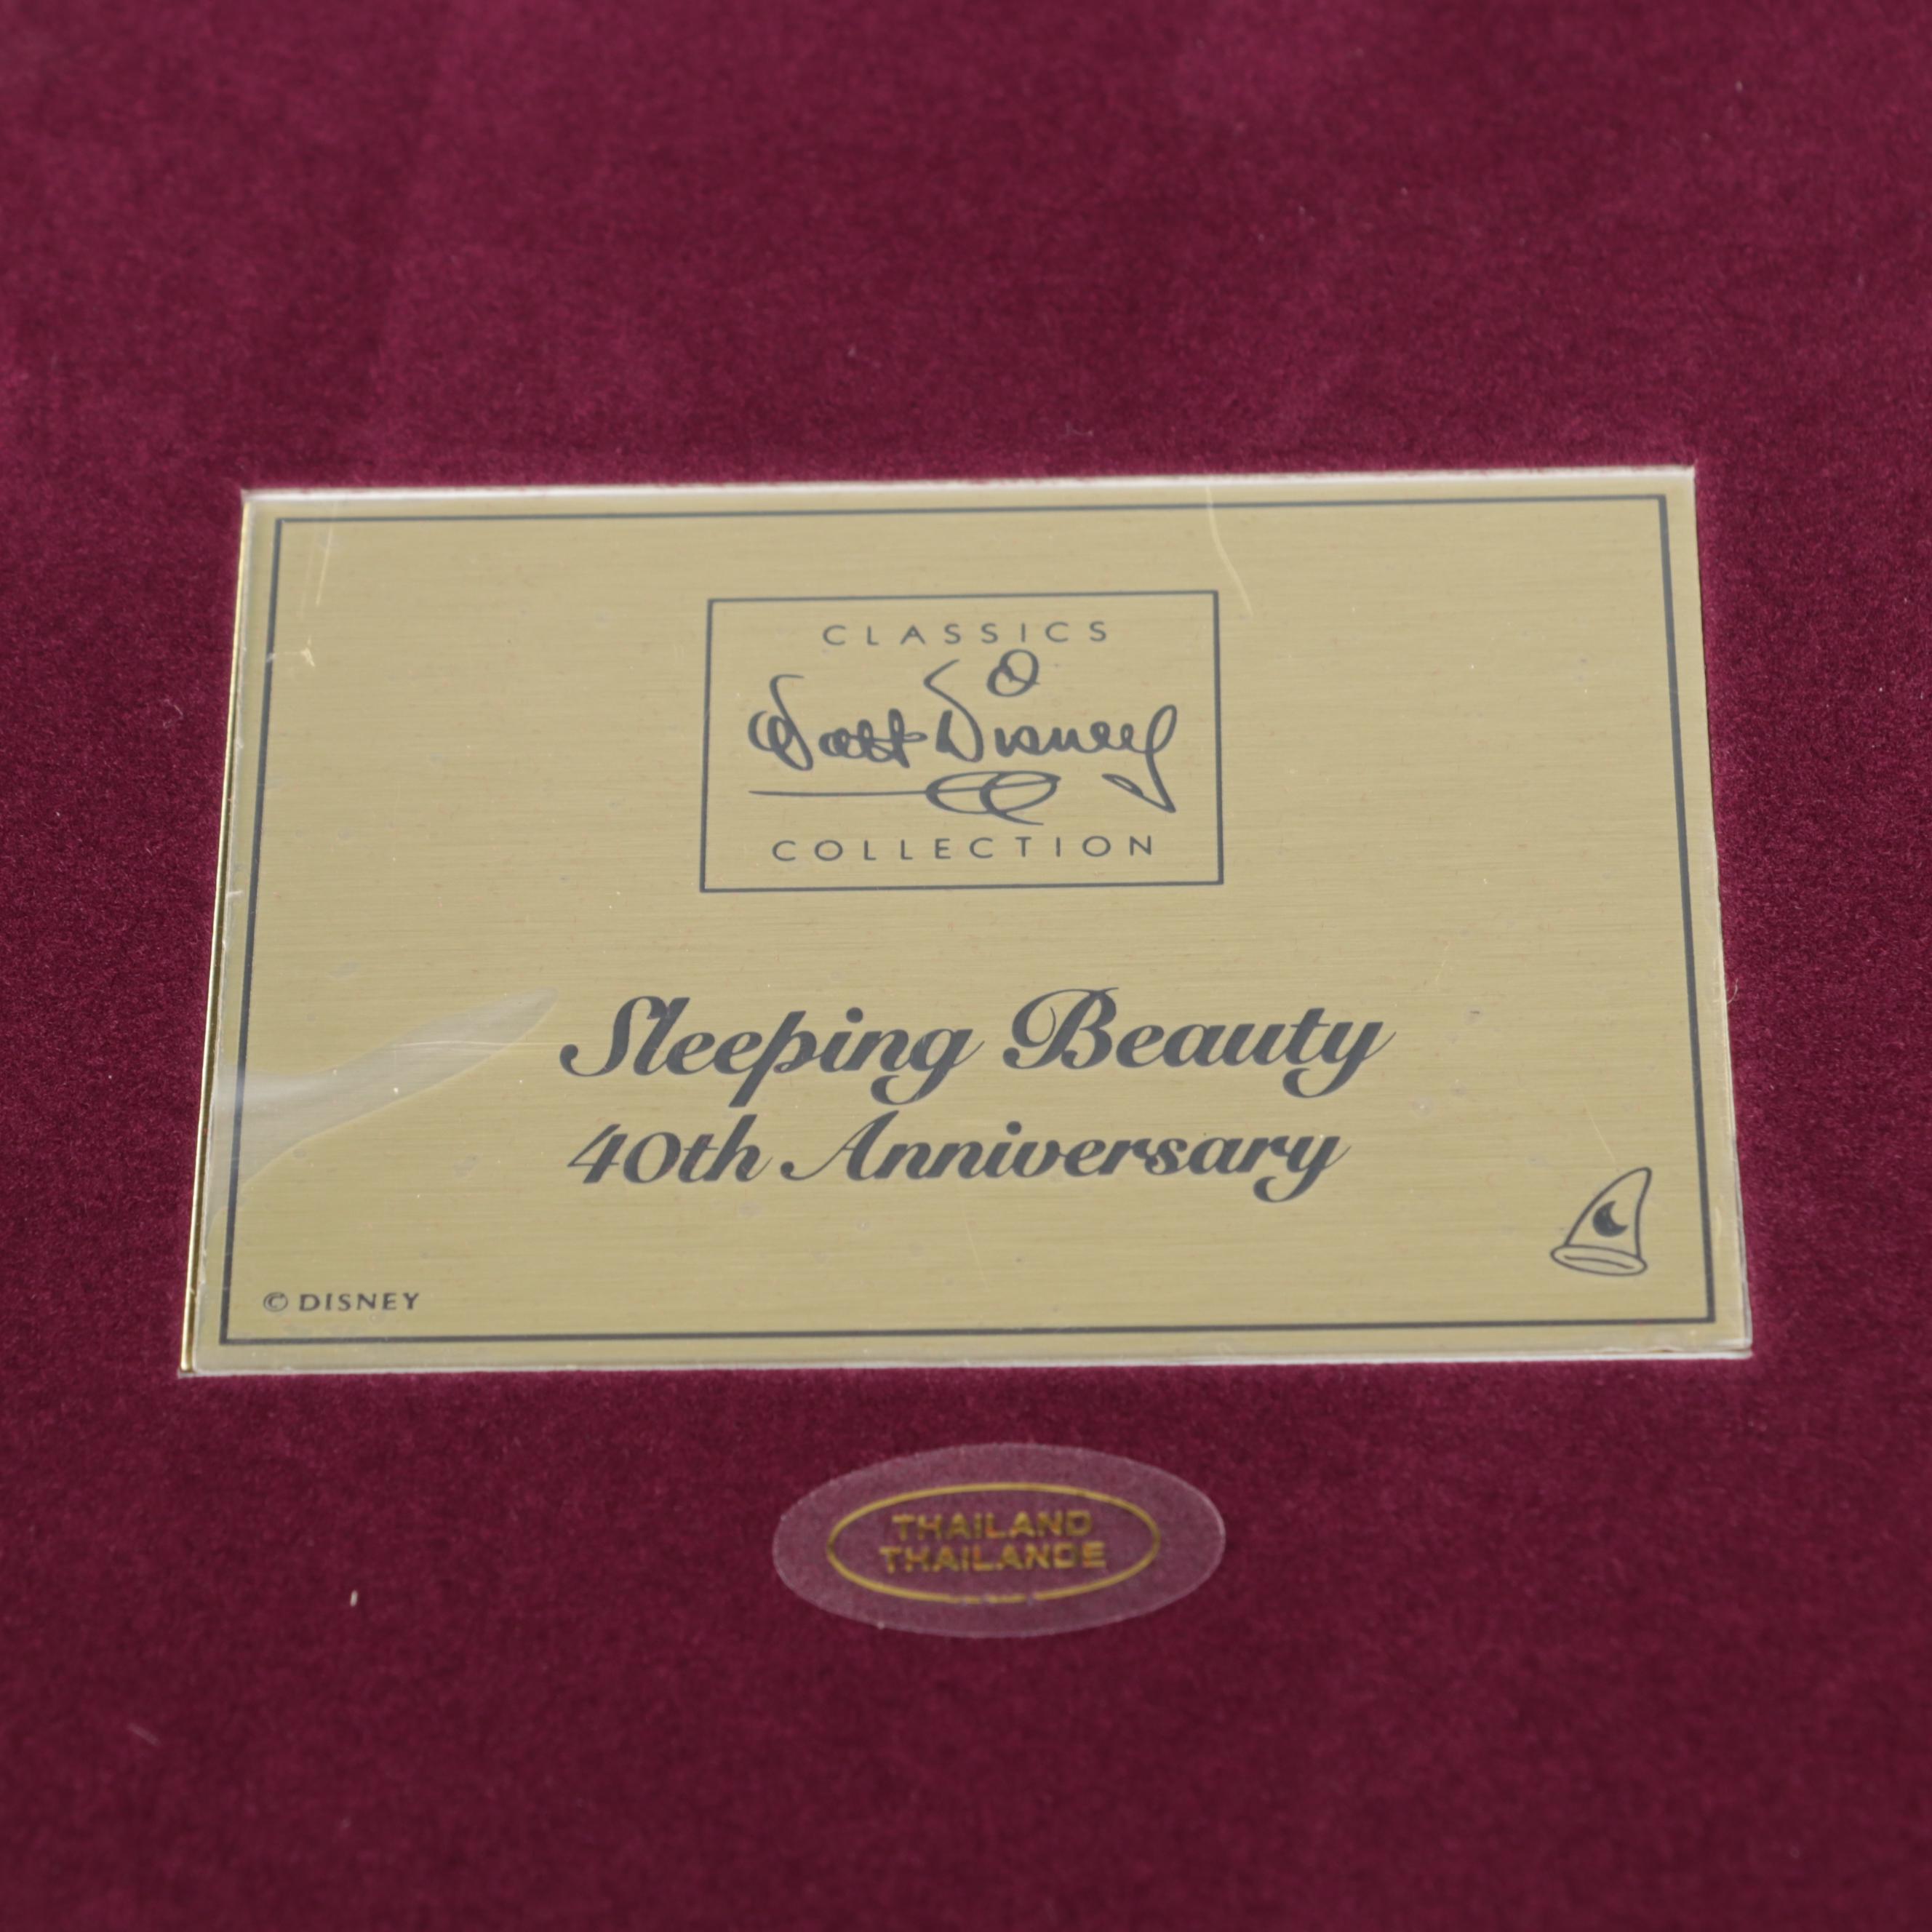 CLASSICS
Walt Disney
COLLECTION
Sleeping Beauty
40th Anniversary
© DISNEY
THAILAND
THAILANDE